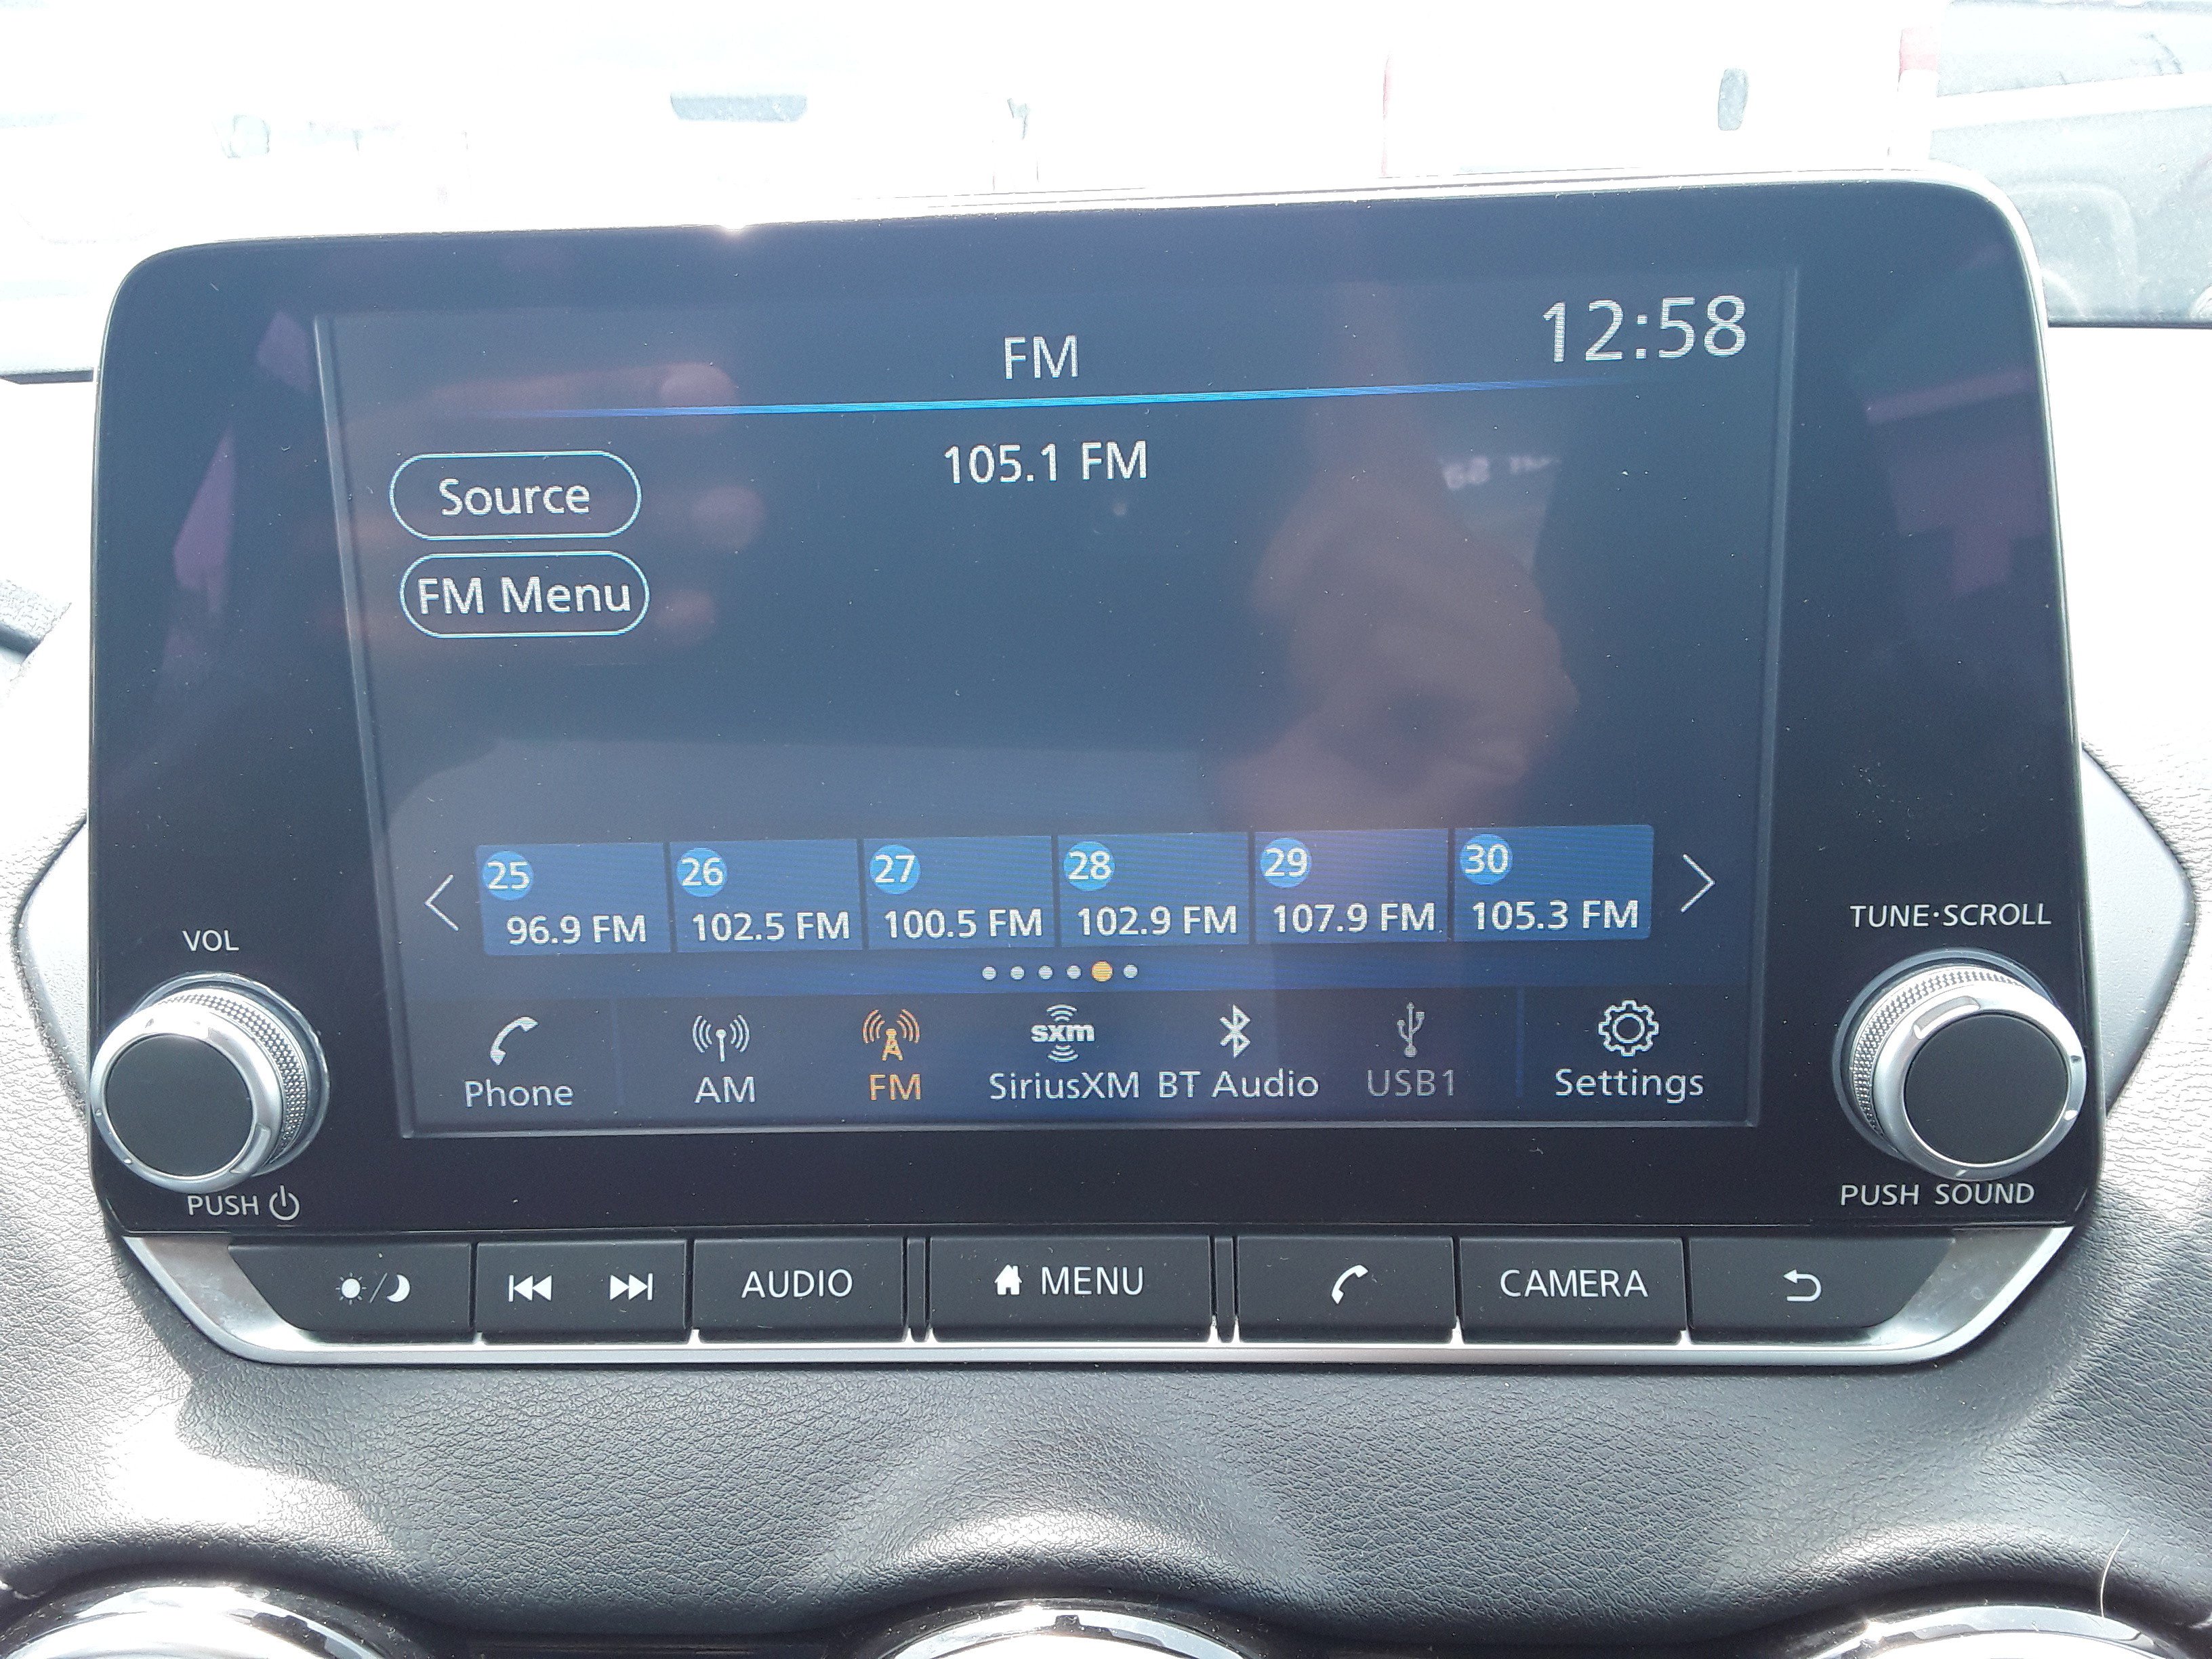 FM
12:58
105.1 FM
Source
FM Menu
25 26 27 28 29 30
96.9 FM 102.5 FM 100.5 FM 102.9 FM 107.9 FM 105.3 FM
VOL
TUNE·SCROLL
sxm
Phone AM FM SiriusXM BT Audio USB1 Settings
PUSH
PUSH SOUND
AUDIO MENU CAMERA